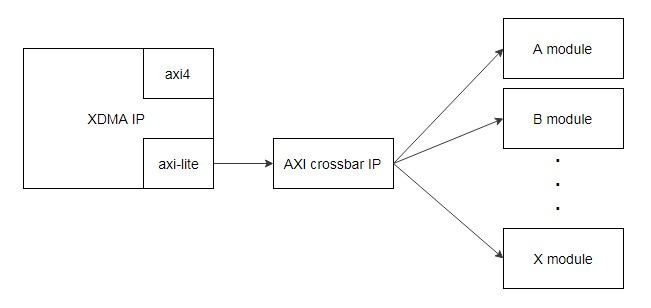 axi4
XDMA IP
axi-lite
AXI crossbar IP
A module
B module
X module